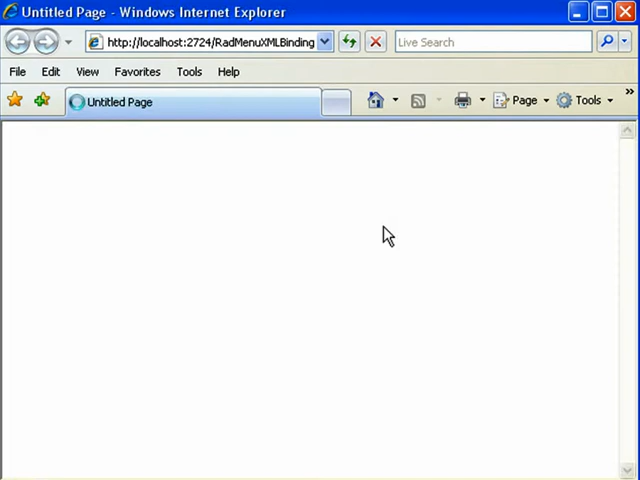 Untitled Page - Windows Internet Explorer
http://localhost:2724/RadMenuXMLBinding
Live Search
File Edit View Favorites Tools Help
Untitled Page
Page Tools »